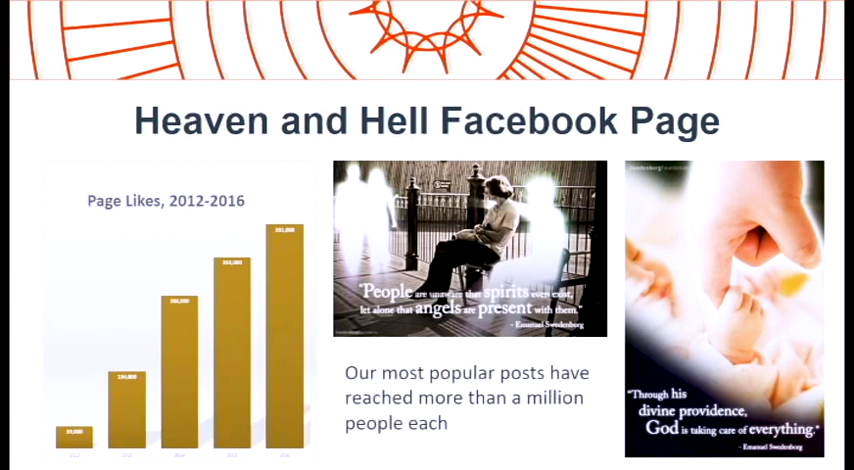 Heaven and Hell Facebook Page
Page Likes, 2012-2016
"People are unaware that spirits even exist,
let alone that angels are present with them."
- Emanuel Swedenborg
Our most popular posts have
reached more than a million
people each
"Through his
divine providence,
God is taking care of everything."
- Emanuel Swedenborg